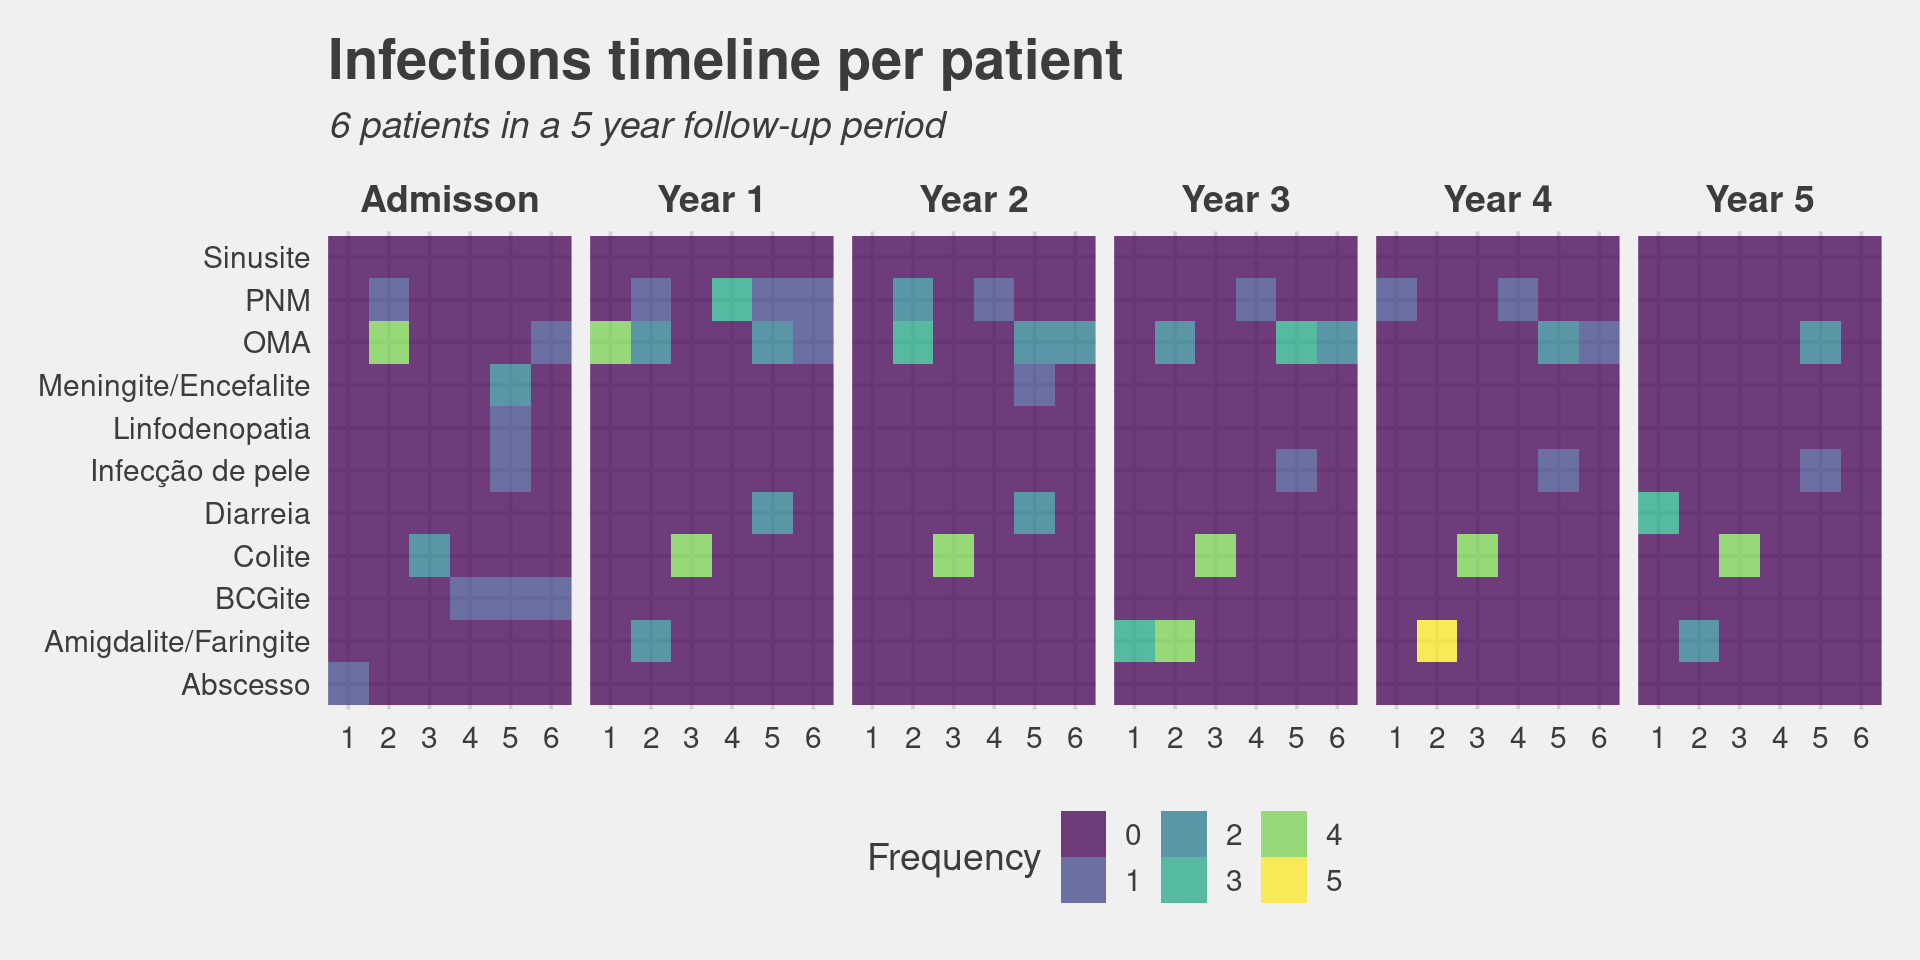 Infections timeline per patient
6 patients in a 5 year follow-up period
Admisson Year 1 Year 2 Year 3 Year 4 Year 5
Sinusite
PNM
OMA
Meningite/Encefalite
Linfodenopatia
Infecção de pele
Diarreia
Colite
BCGite
Amigdalite/Faringite
Abscesso
1 2 3 4 5 6 1 2 3 4 5 6 1 2 3 4 5 6 1 2 3 4 5 6 1 2 3 4 5 6 1 2 3 4 5 6
Frequency
0 2 4
1 3 5